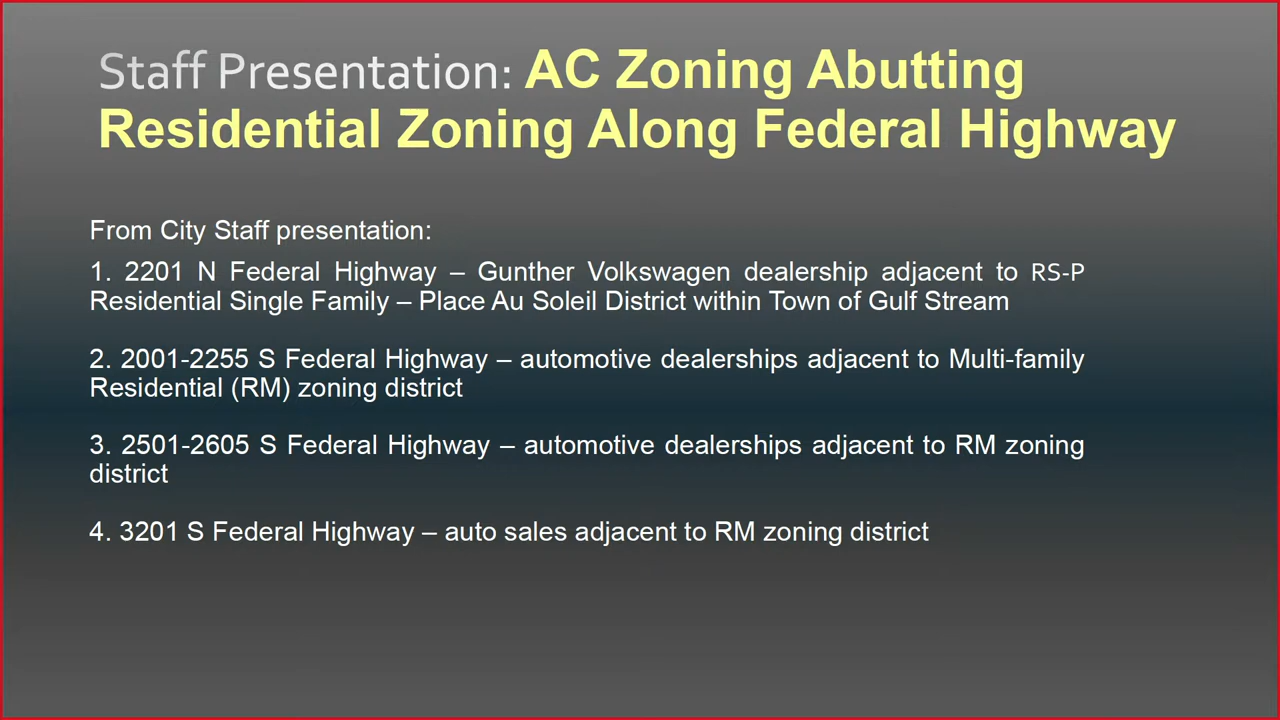 Staff Presentation: AC Zoning Abutting
Residential Zoning Along Federal Highway
From City Staff presentation:
1. 2201 N Federal Highway – Gunther Volkswagen dealership adjacent to RS-P
Residential Single Family – Place Au Soleil District within Town of Gulf Stream
2. 2001-2255 S Federal Highway – automotive dealerships adjacent to Multi-family
Residential (RM) zoning district
3. 2501-2605 S Federal Highway – automotive dealerships adjacent to RM zoning
district
4. 3201 S Federal Highway – auto sales adjacent to RM zoning district